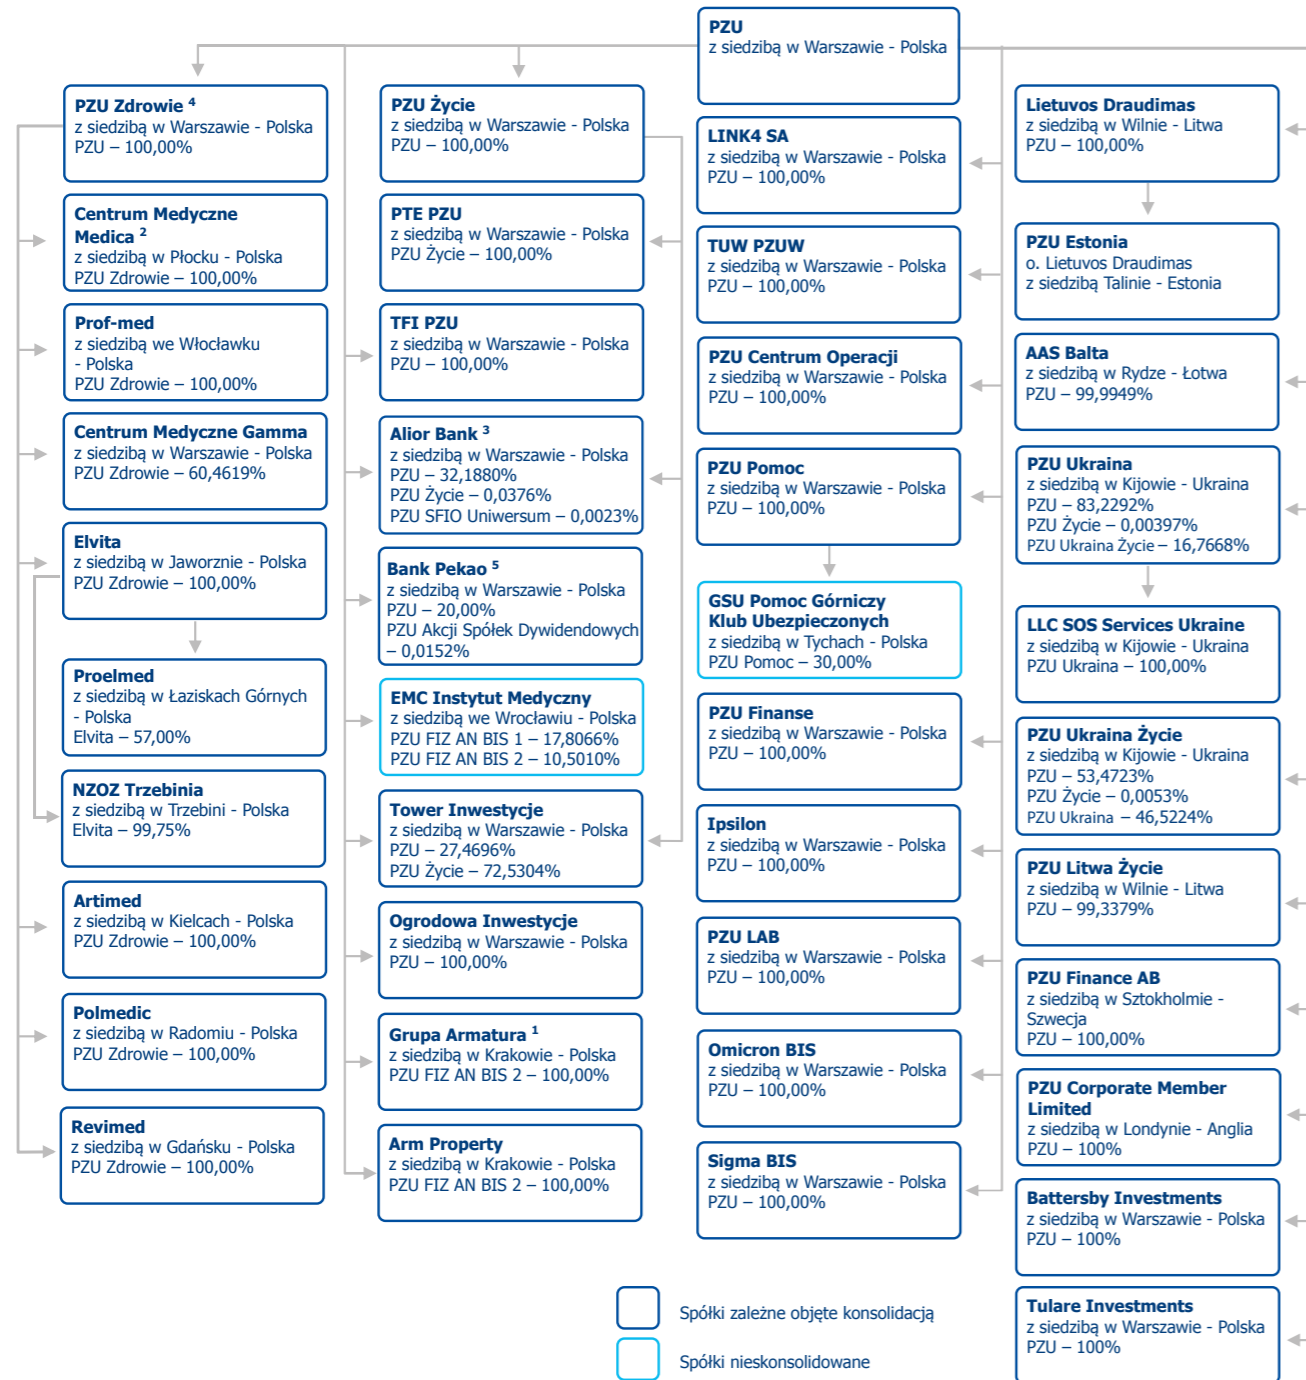 PZU
z siedzibą w Warszawie - Polska
PZU Zdrowie ⁴
z siedzibą w Warszawie - Polska
PZU – 100,00%
Centrum Medyczne
Medica ²
z siedzibą w Płocku - Polska
PZU Zdrowie – 100,00%
Prof-med
z siedzibą we Włocławku
- Polska
PZU Zdrowie – 100,00%
Centrum Medyczne Gamma
z siedzibą w Warszawie - Polska
PZU Zdrowie – 60,4619%
Elvita
z siedzibą w Jaworznie - Polska
PZU Zdrowie – 100,00%
Proelmed
z siedzibą w Łaziskach Górnych
- Polska
Elvita – 57,00%
NZOZ Trzebinia
z siedzibą w Trzebini - Polska
Elvita – 99,75%
Artimed
z siedzibą w Kielcach - Polska
PZU Zdrowie – 100,00%
Polmedic
z siedzibą w Radomiu - Polska
PZU Zdrowie – 100,00%
Revimed
z siedzibą w Gdańsku - Polska
PZU Zdrowie – 100,00%
PZU Życie
z siedzibą w Warszawie - Polska
PZU – 100,00%
PTE PZU
z siedzibą w Warszawie - Polska
PZU Życie – 100,00%
TFI PZU
z siedzibą w Warszawie - Polska
PZU – 100,00%
Alior Bank ³
z siedzibą w Warszawie - Polska
PZU – 32,1880%
PZU Życie – 0,0376%
PZU SFIO Uniwersum – 0,0023%
Bank Pekao ⁵
z siedzibą w Warszawie - Polska
PZU – 20,00%
PZU Akcji Spółek Dywidendowych
– 0,0152%
EMC Instytut Medyczny
z siedzibą we Wrocławiu - Polska
PZU FIZ AN BIS 1 – 17,8066%
PZU FIZ AN BIS 2 – 10,5010%
Tower Inwestycje
z siedzibą w Warszawie - Polska
PZU – 27,4696%
PZU Życie – 72,5304%
Ogrodowa Inwestycje
z siedzibą w Warszawie - Polska
PZU – 100,00%
Grupa Armatura ¹
z siedzibą w Krakowie - Polska
PZU FIZ AN BIS 2 – 100,00%
Arm Property
z siedzibą w Krakowie - Polska
PZU FIZ AN BIS 2 – 100,00%
LINK4 SA
z siedzibą w Warszawie - Polska
PZU – 100,00%
TUW PZUW
z siedzibą w Warszawie - Polska
PZU – 100,00%
PZU Centrum Operacji
z siedzibą w Warszawie - Polska
PZU – 100,00%
PZU Pomoc
z siedzibą w Warszawie - Polska
PZU – 100,00%
GSU Pomoc Górniczy
Klub Ubezpieczonych
z siedzibą w Tychach - Polska
PZU Pomoc – 30,00%
PZU Finanse
z siedzibą w Warszawie - Polska
PZU – 100,00%
Ipsilon
z siedzibą w Warszawie - Polska
PZU – 100,00%
PZU LAB
z siedzibą w Warszawie - Polska
PZU – 100,00%
Omicron BIS
z siedzibą w Warszawie - Polska
PZU – 100,00%
Sigma BIS
z siedzibą w Warszawie - Polska
PZU – 100,00%
Lietuvos Draudimas
z siedzibą w Wilnie - Litwa
PZU – 100,00%
PZU Estonia
o. Lietuvos Draudimas
z siedzibą Talinie - Estonia
AAS Balta
z siedzibą w Rydze - Łotwa
PZU – 99,9949%
PZU Ukraina
z siedzibą w Kijowie - Ukraina
PZU – 83,2292%
PZU Życie – 0,00397%
PZU Ukraina Życie – 16,7668%
LLC SOS Services Ukraine
z siedzibą w Kijowie - Ukraina
PZU Ukraina – 100,00%
PZU Ukraina Życie
z siedzibą w Kijowie - Ukraina
PZU – 53,4723%
PZU Życie – 0,0053%
PZU Ukraina – 46,5224%
PZU Litwa Życie
z siedzibą w Wilnie - Litwa
PZU – 99,3379%
PZU Finance AB
z siedzibą w Sztokholmie -
Szwecja
PZU – 100,00%
PZU Corporate Member
Limited
z siedzibą w Londynie - Anglia
PZU – 100%
Battersby Investments
z siedzibą w Warszawie - Polska
PZU – 100%
Tulare Investments
z siedzibą w Warszawie - Polska
PZU – 100%
Spółki zależne objęte konsolidacją
Spółki nieskonsolidowane